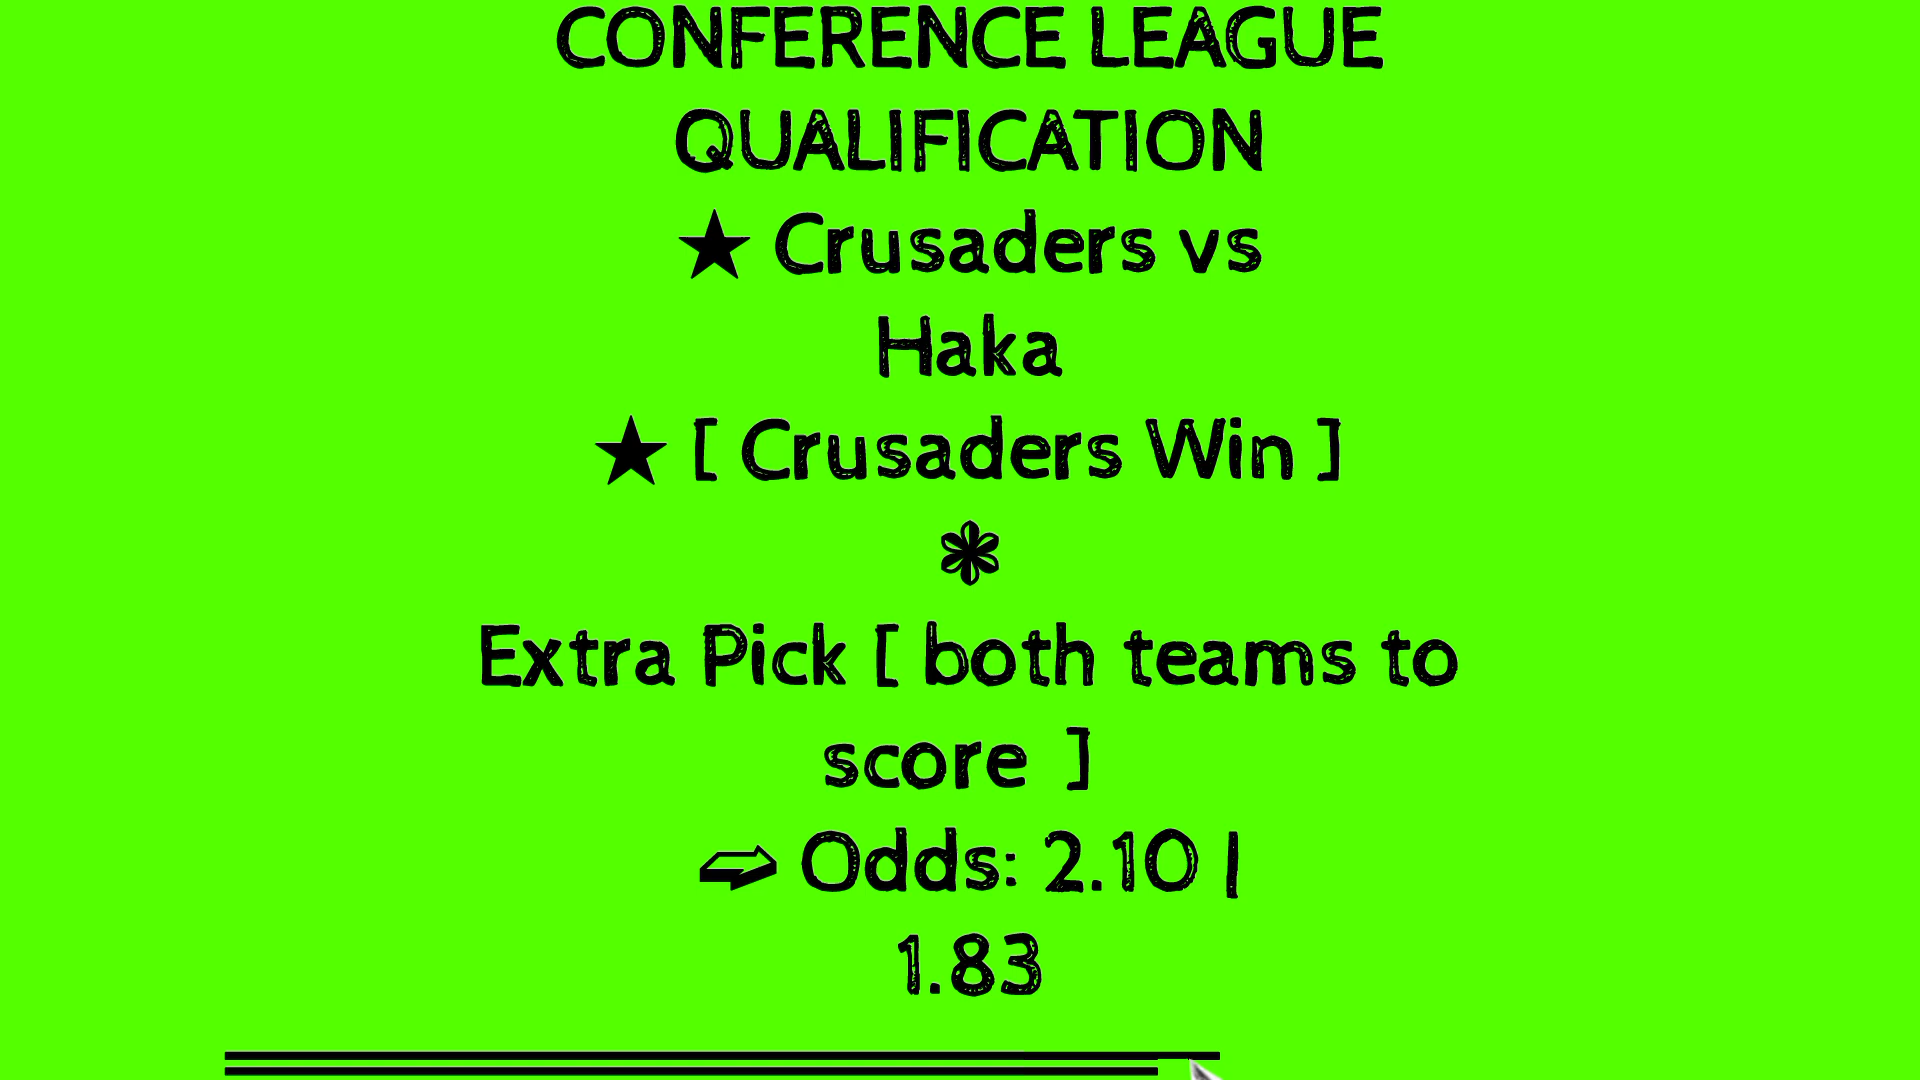 CONFERENCE LEAGUE
QUALIFICATION
★ Crusaders vs
Haka
★ [ Crusaders Win ]
❃
Extra Pick [ both teams to
score ]
➫ Odds: 2.10 |
1.83